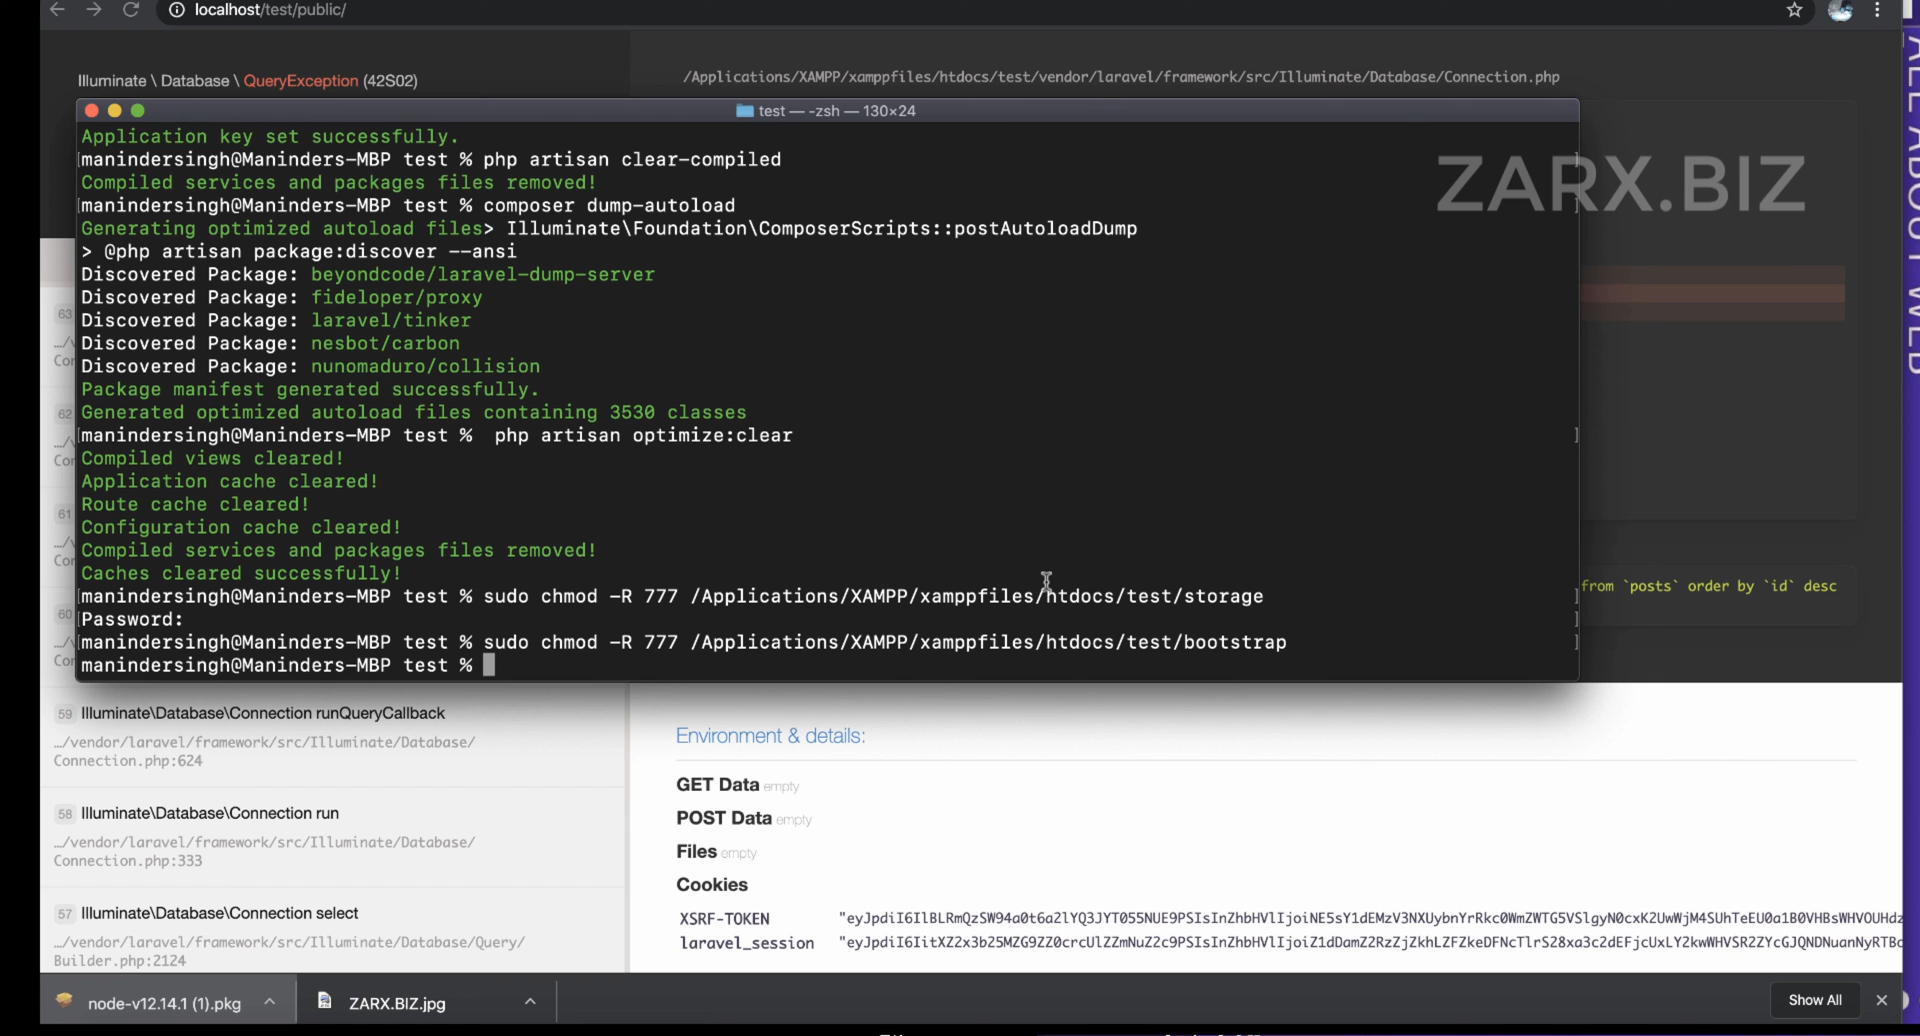 localhost/test/public/
Illuminate \ Database \ QueryException (42S02)
/Applications/XAMPP/xamppfiles/htdocs/test/vendor/laravel/framework/src/Illuminate/Database/Connection.php
test — -zsh — 130×24
Application key set successfully.
manindersingh@Maninders-MBP test % php artisan clear-compiled
Compiled services and packages files removed!
manindersingh@Maninders-MBP test % composer dump-autoload
Generating optimized autoload files> Illuminate\Foundation\ComposerScripts::postAutoloadDump
> @php artisan package:discover --ansi
Discovered Package: beyondcode/laravel-dump-server
Discovered Package: fideloper/proxy
Discovered Package: laravel/tinker
Discovered Package: nesbot/carbon
Discovered Package: nunomaduro/collision
Package manifest generated successfully.
Generated optimized autoload files containing 3530 classes
manindersingh@Maninders-MBP test %  php artisan optimize:clear
Compiled views cleared!
Application cache cleared!
Route cache cleared!
Configuration cache cleared!
Compiled services and packages files removed!
Caches cleared successfully!
manindersingh@Maninders-MBP test % sudo chmod -R 777 /Applications/XAMPP/xamppfiles/htdocs/test/storage
Password:
manindersingh@Maninders-MBP test % sudo chmod -R 777 /Applications/XAMPP/xamppfiles/htdocs/test/bootstrap
manindersingh@Maninders-MBP test %
ZARX.BIZ
ALL ABOUT WEB
63
62
61
60
from `posts` order by `id` desc
59 Illuminate\Database\Connection runQueryCallback
…/vendor/laravel/framework/src/Illuminate/Database/
Connection.php:624
58 Illuminate\Database\Connection run
…/vendor/laravel/framework/src/Illuminate/Database/
Connection.php:333
57 Illuminate\Database\Connection select
…/vendor/laravel/framework/src/Illuminate/Database/Query/
Builder.php:2124
Environment & details:
GET Data empty
POST Data empty
Files empty
Cookies
XSRF-TOKEN
laravel_session
node-v12.14.1 (1).pkg
ZARX.BIZ.jpg
Show All